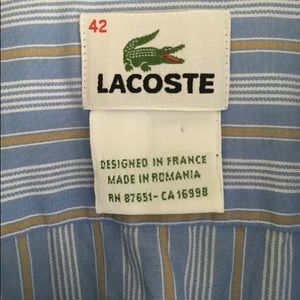 42
LACOSTE
DESIGNED IN FRANCE
MADE IN ROMANIA
RN 87651-CA 16998